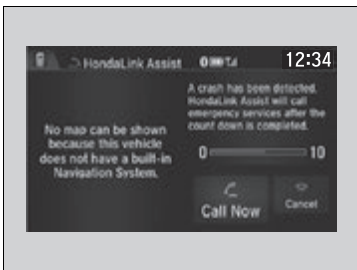 HondaLink Assist
12:34
No map can be shown
because this vehicle
does not have a built-in
Navigation System.
A crash has been detected.
HondaLink Assist will call
emergency services after the
count down is completed.
0
10
Call Now
Cancel